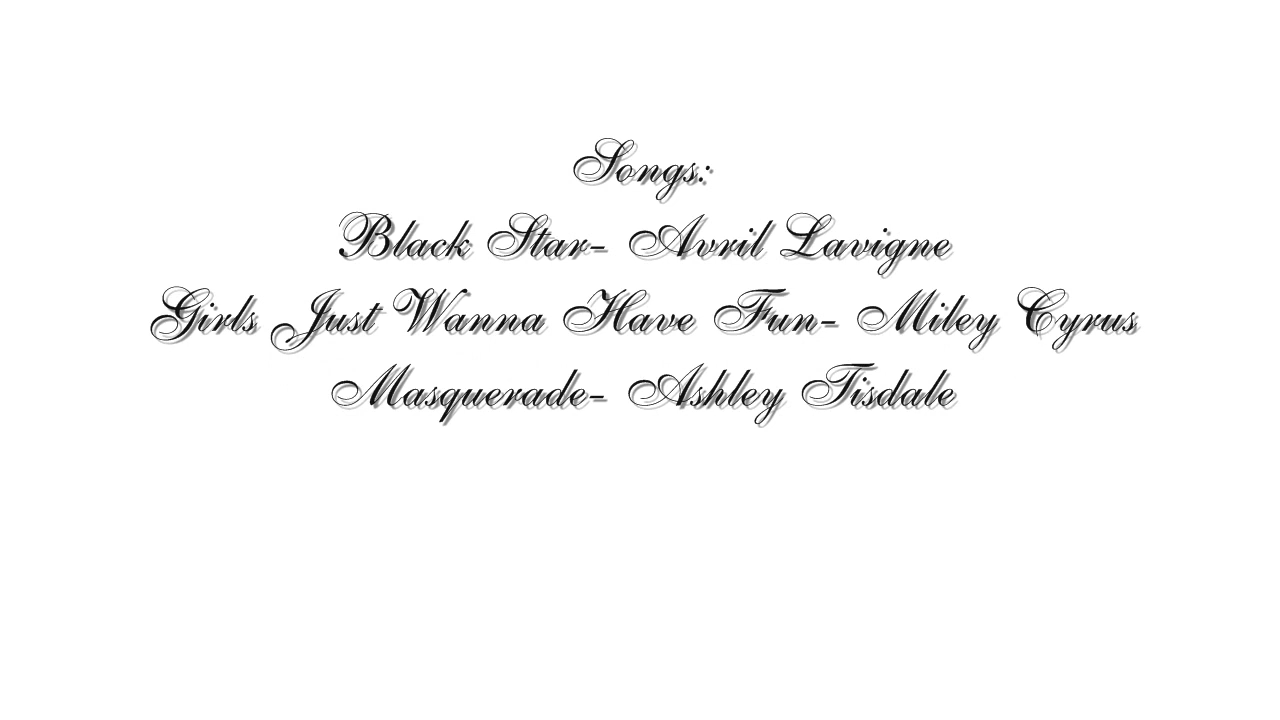 Songs:
Black Star- Avril Lavigne
Girls Just Wanna Have Fun- Miley Cyrus
Masquerade- Ashley Tisdale